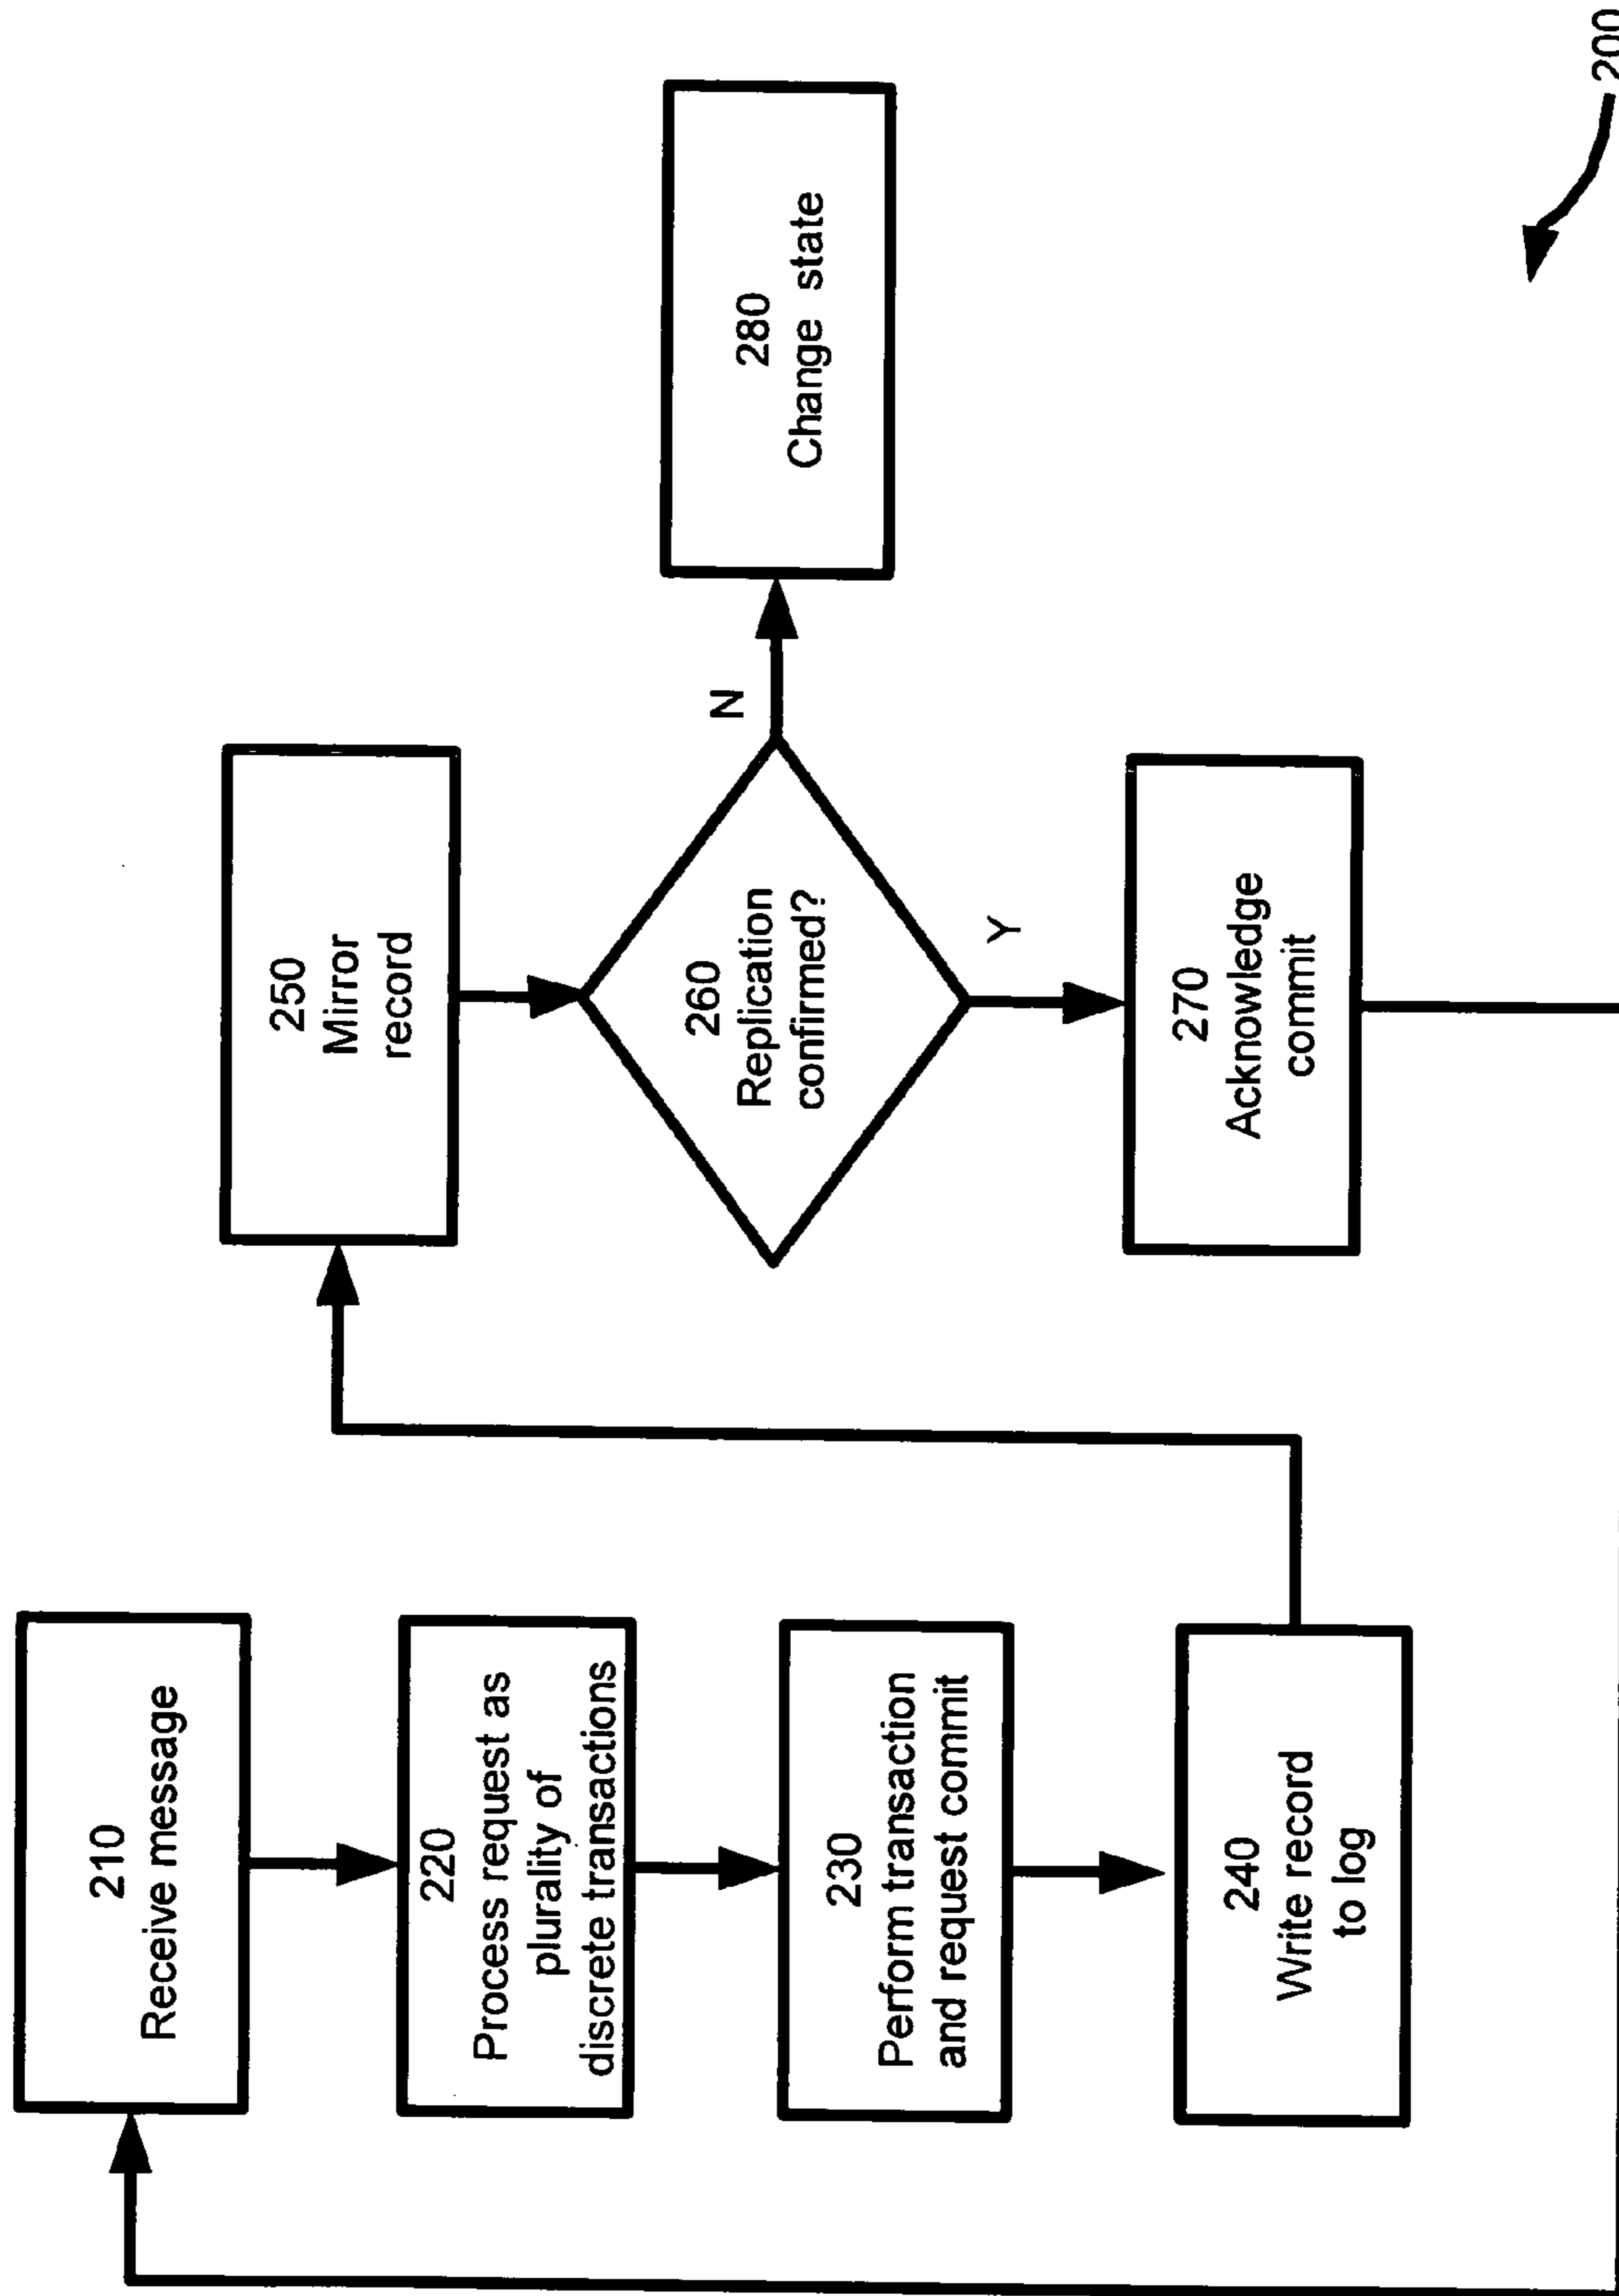 210
Receive message
220
Process request as
plurality of
discrete transactions
230
Perform transaction
and request commit
240
Write record
to log
250
Mirror
record
260
Replication
confirmed?
N
Y
270
Acknowledge
commit
280
Change state
200